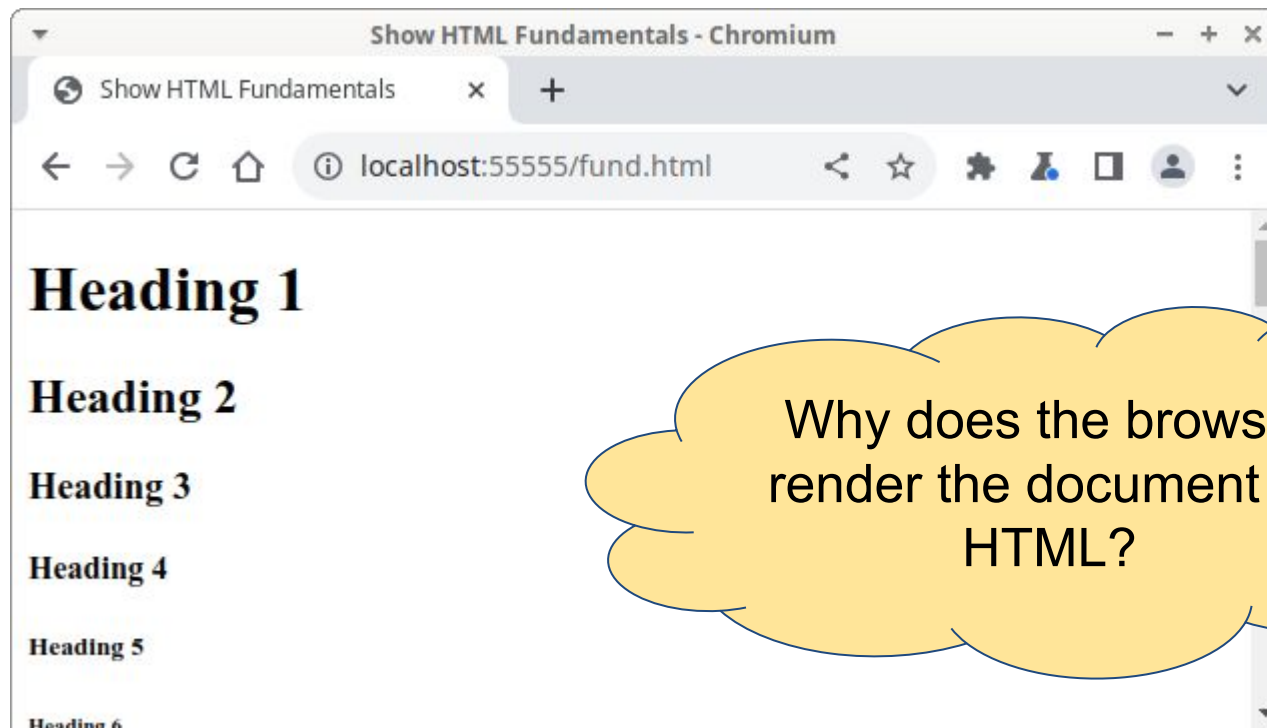 Show HTML Fundamentals - Chromium
Show HTML Fundamentals
localhost:55555/fund.html
Heading 1
Heading 2
Heading 3
Heading 4
Heading 5
Heading 6
Why does the brows
render the document
HTML?